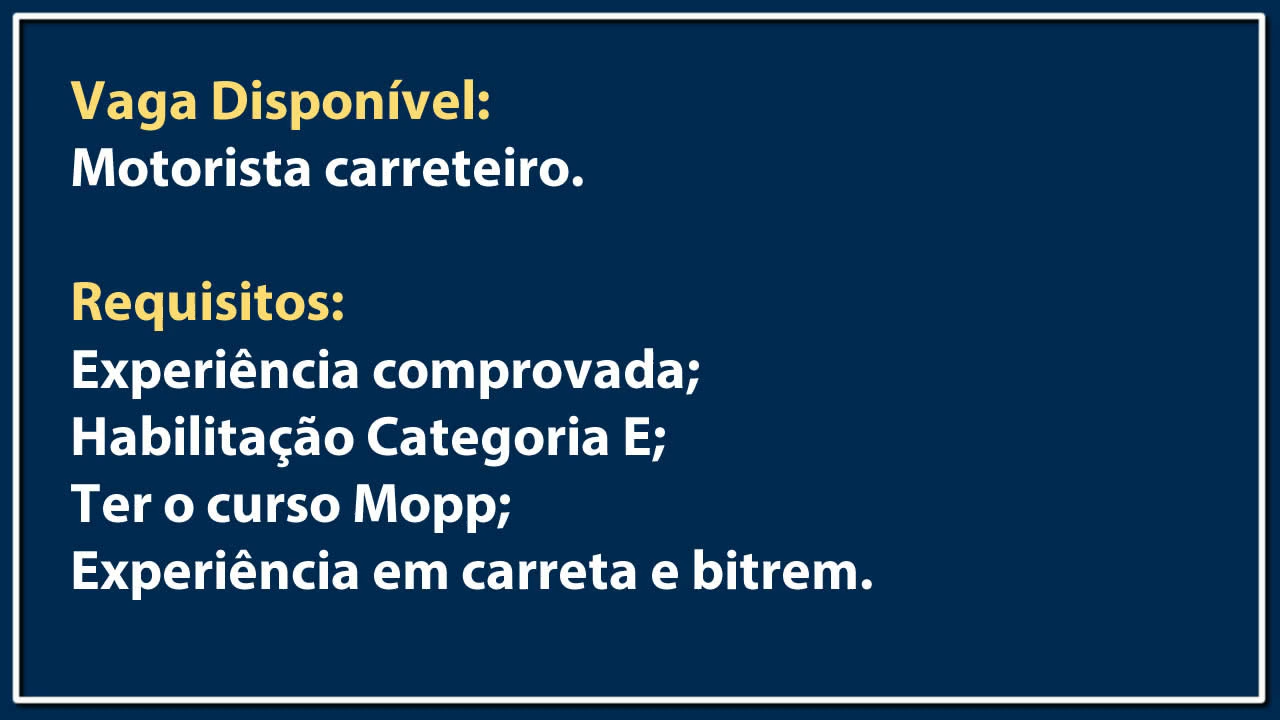 Vaga Disponível:
Motorista carreteiro.
Requisitos:
Experiência comprovada;
Habilitação Categoria E;
Ter o curso Mopp;
Experiência em carreta e bitrem.